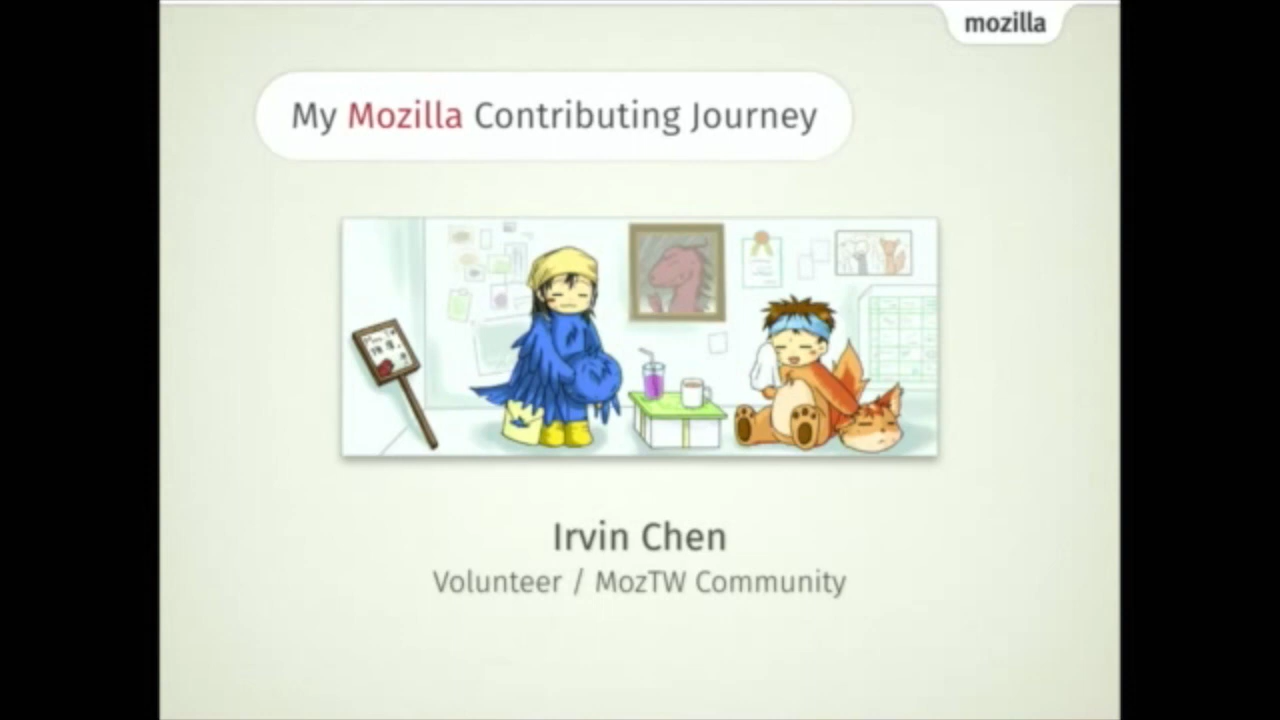 mozilla
My Mozilla Contributing Journey
Irvin Chen
Volunteer / MozTW Community